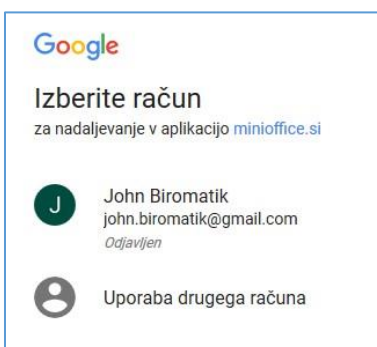 Google
Izberite račun
za nadaljevanje v aplikacijo minioffice.si
J
John Biromatik
john.biromatik@gmail.com
Odjavljen
Uporaba drugega računa